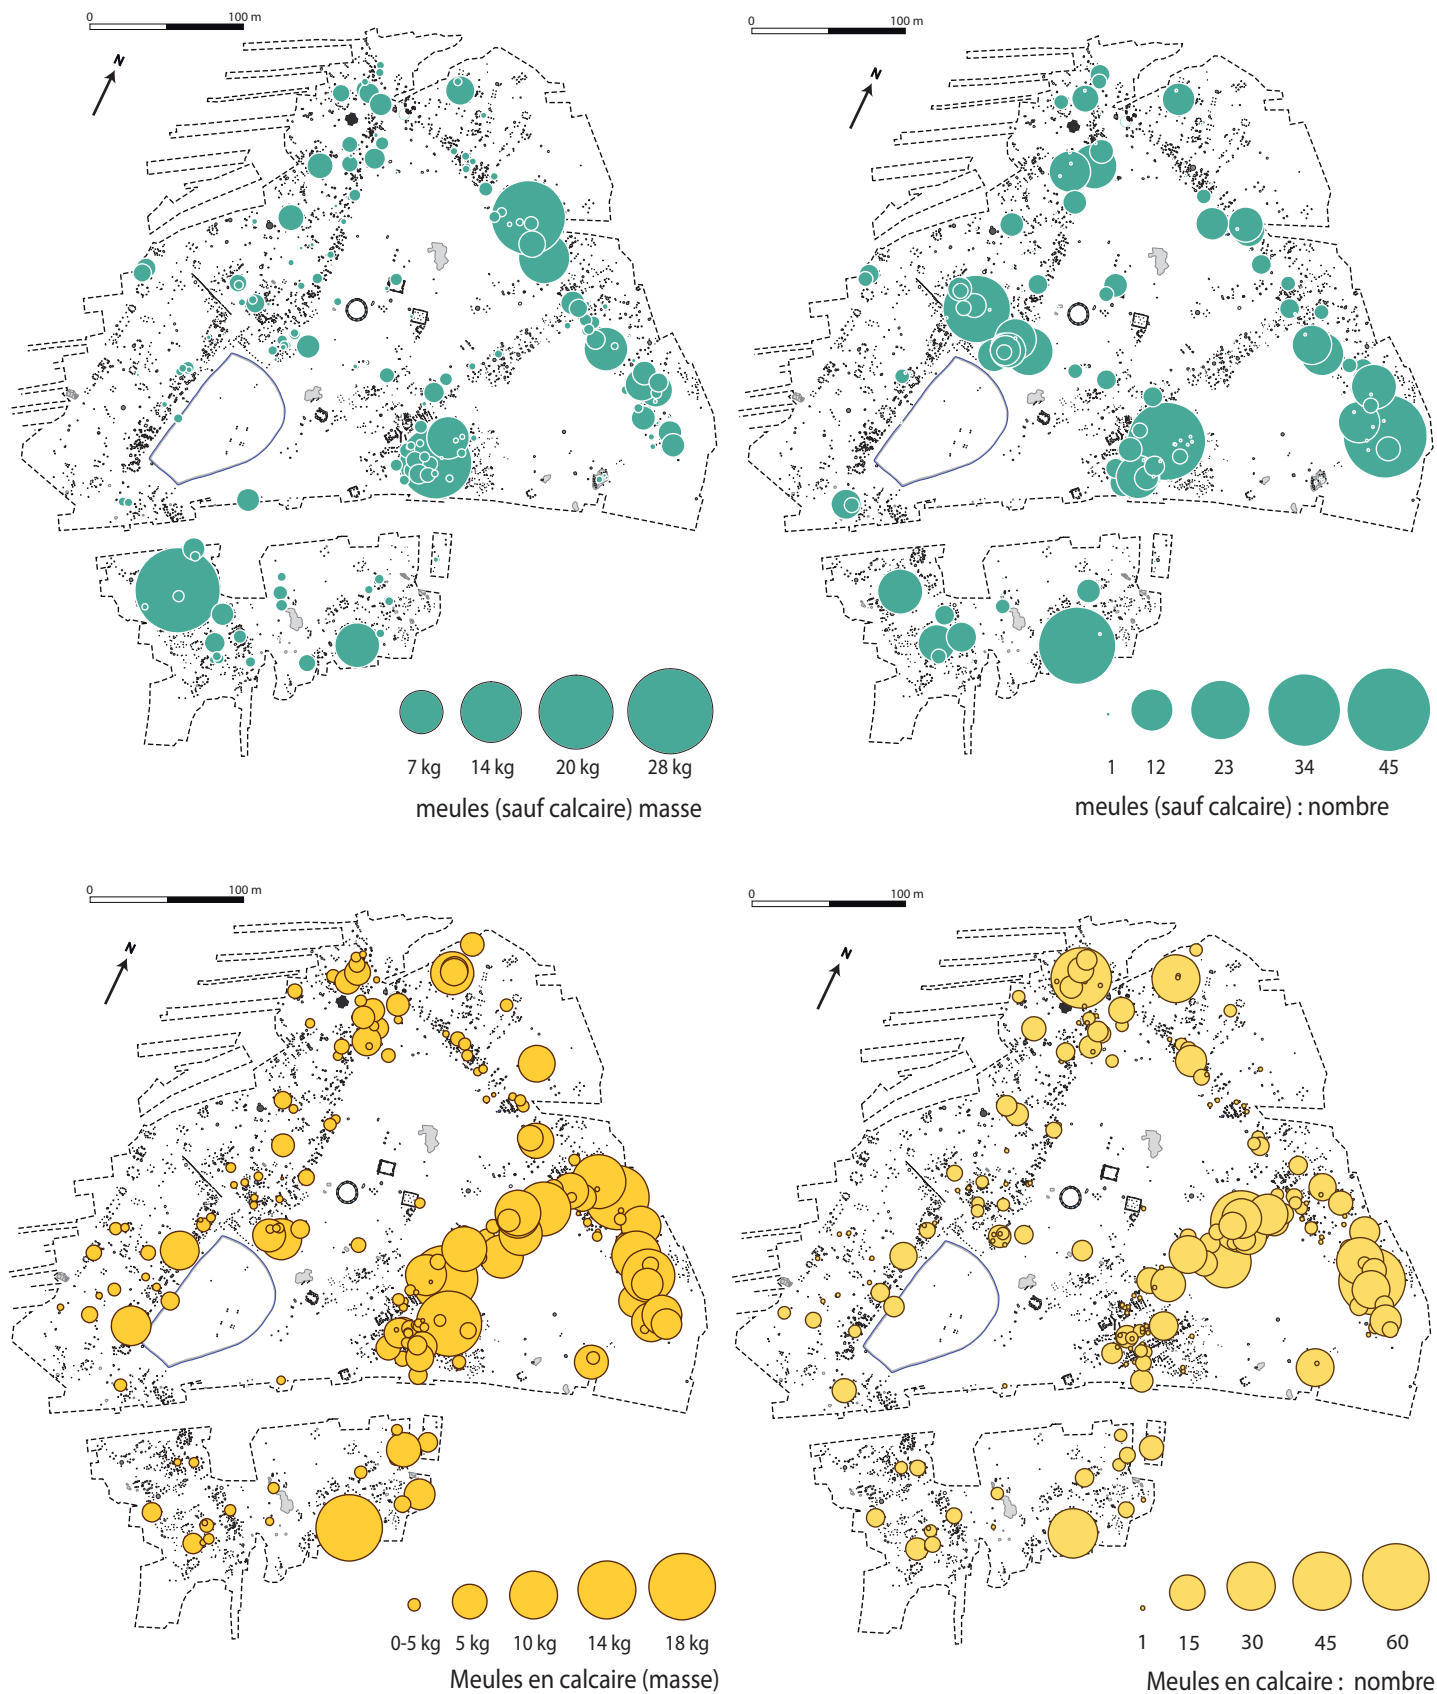 0 100 m
N
7 kg 14 kg 20 kg 28 kg
meules (sauf calcaire) masse
0 100 m
N
1 12 23 34 45
meules (sauf calcaire) : nombre
0 100 m
N
0-5 kg 5 kg 10 kg 14 kg 18 kg
Meules en calcaire (masse)
0 100 m
N
1 15 30 45 60
Meules en calcaire : nombre